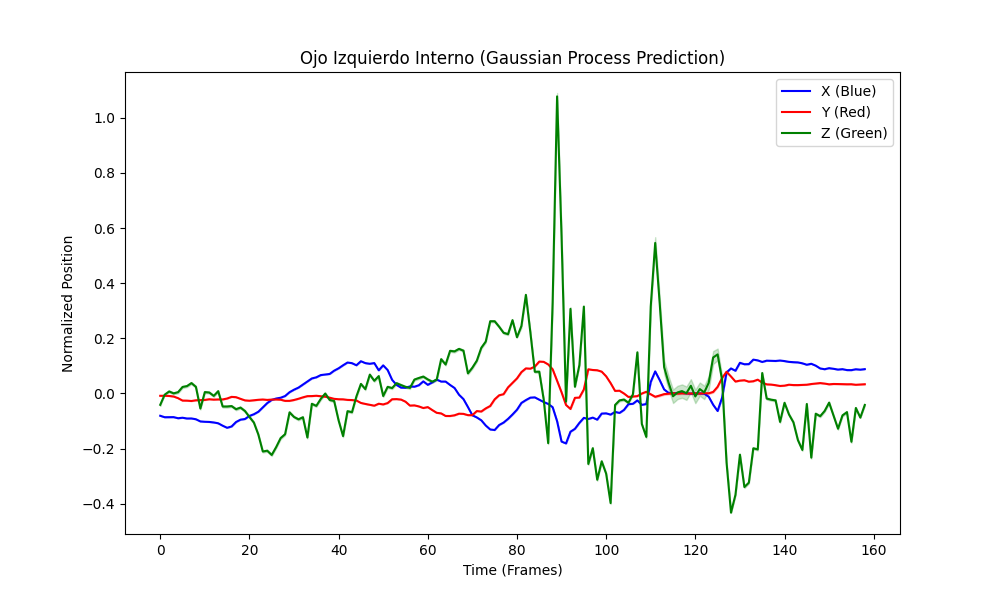 Ojo Izquierdo Interno (Gaussian Process Prediction)
X (Blue)
Y (Red)
Z (Green)
Normalized Position
1.0
0.8
0.6
0.4
0.2
0.0
−0.2
−0.4
0 20 40 60 80 100 120 140 160
Time (Frames)